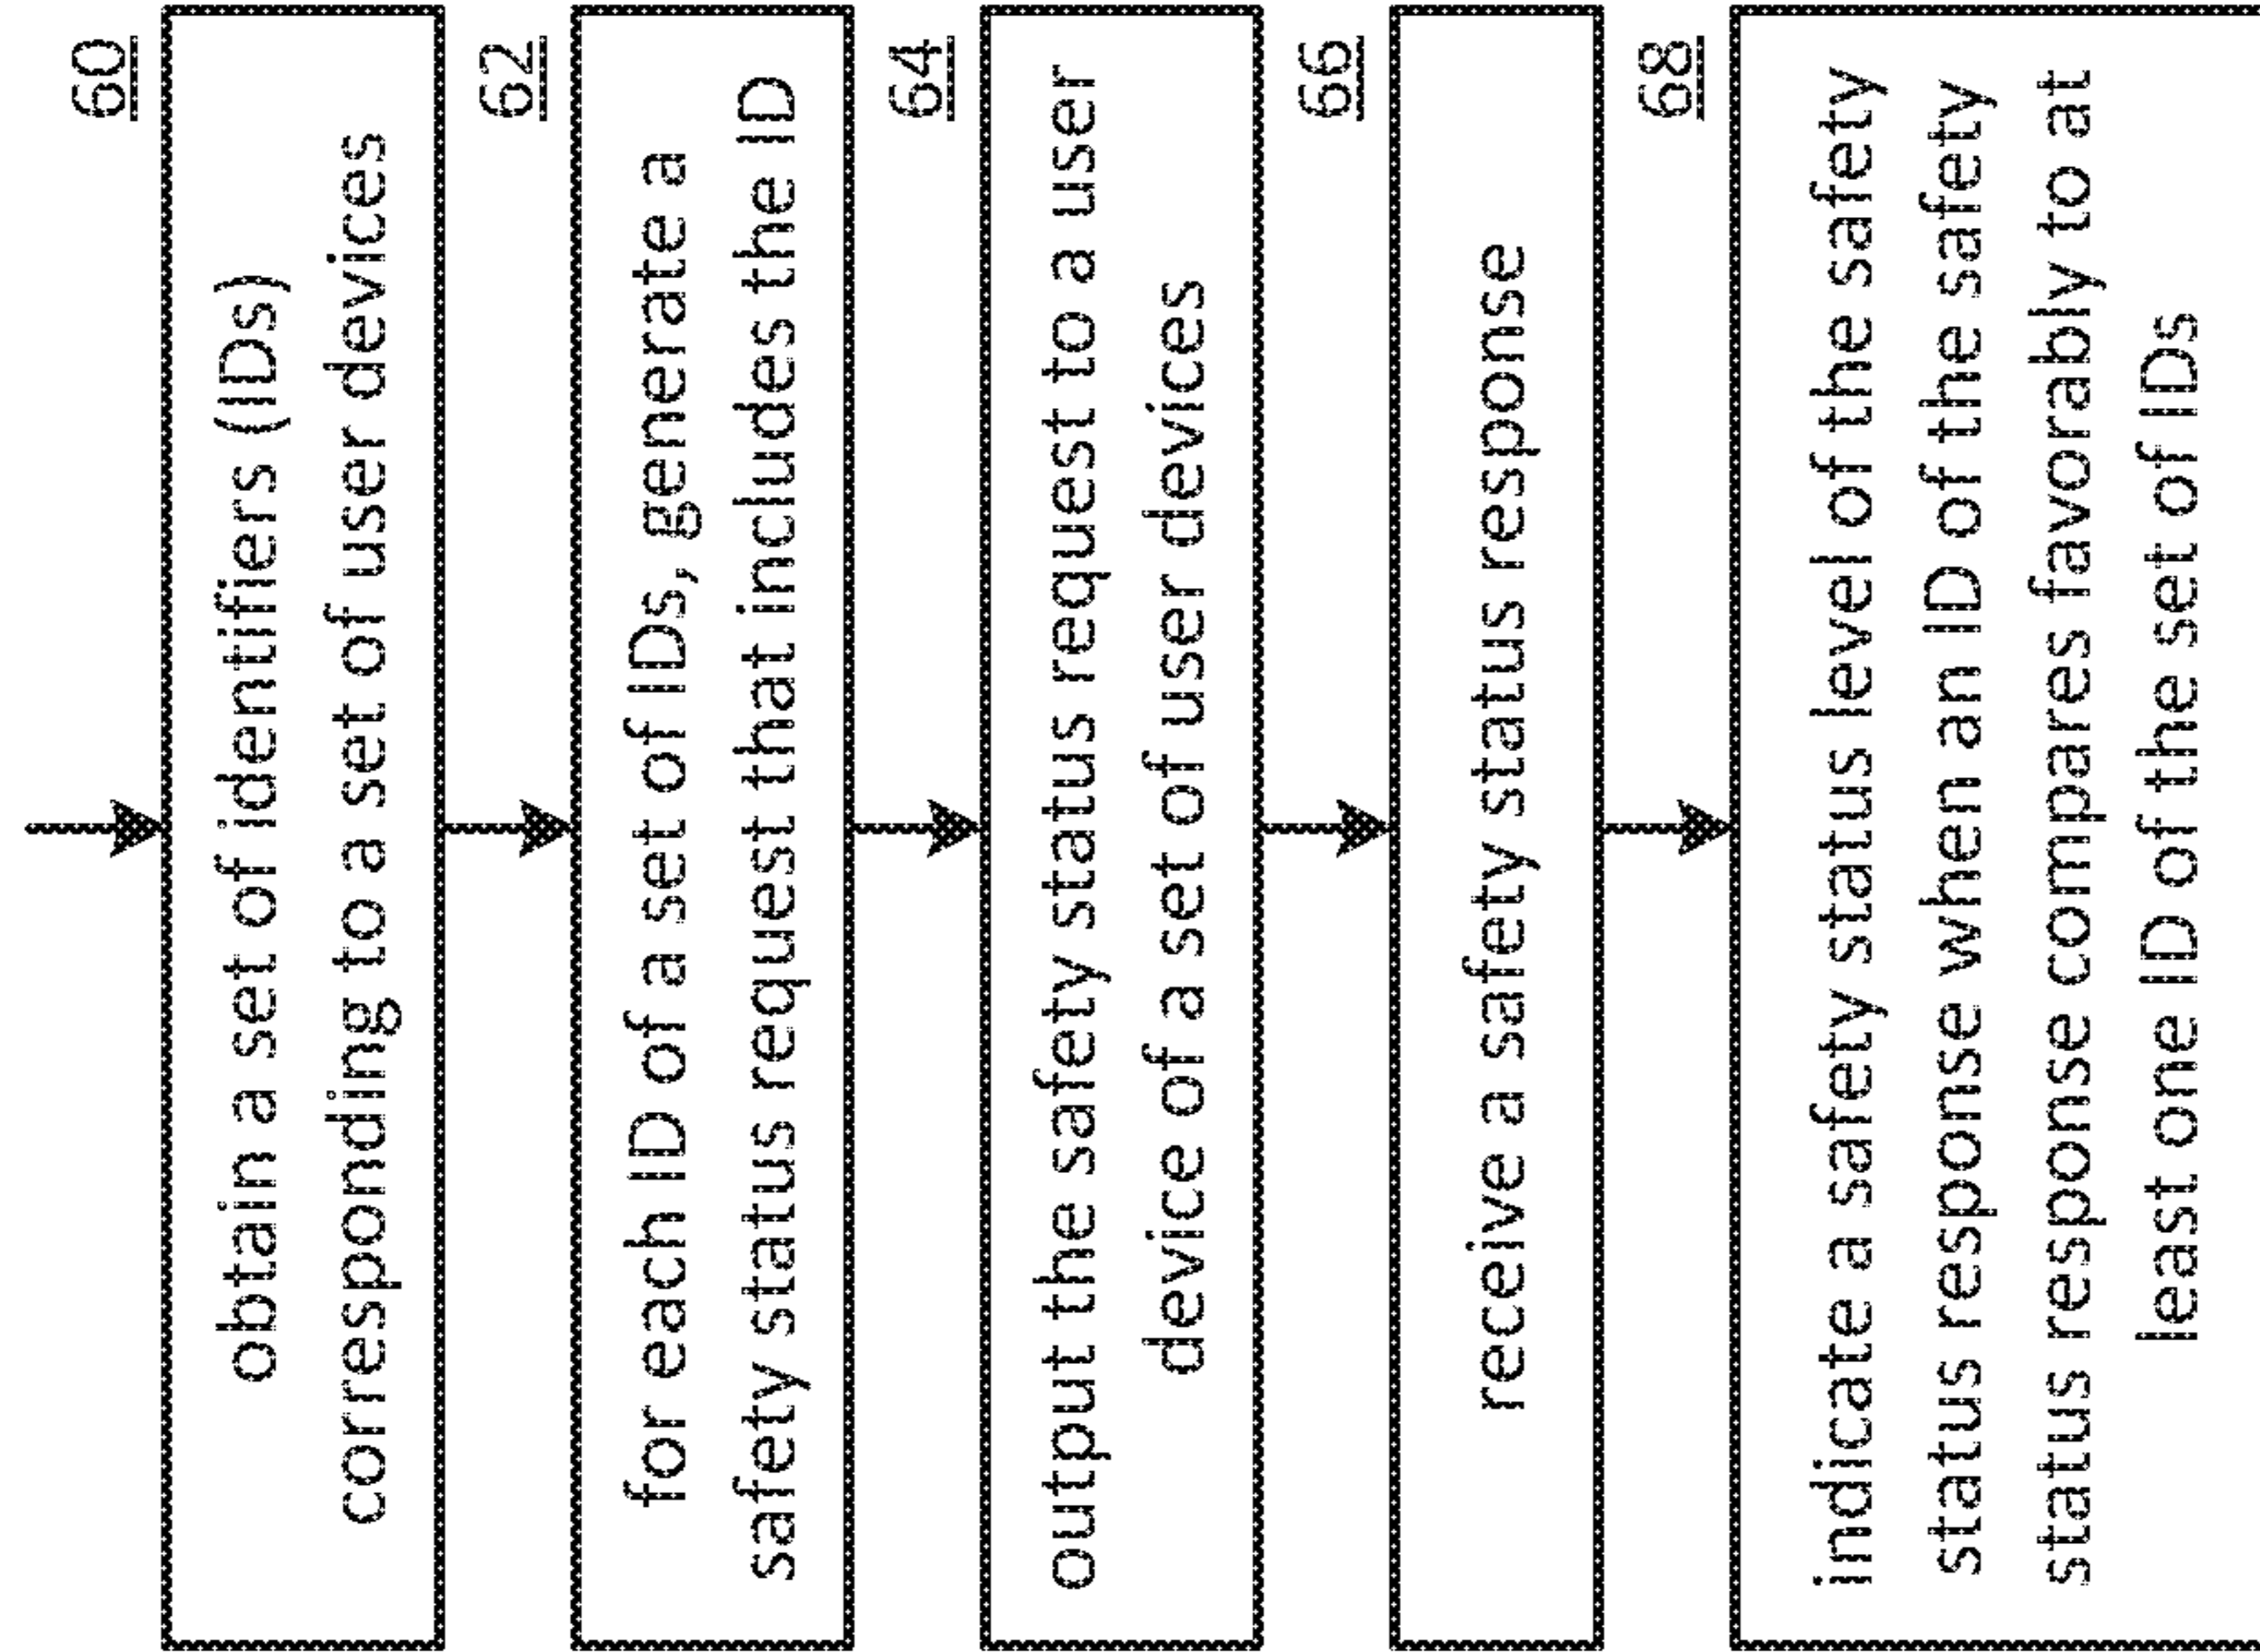 60
obtain a set of identifiers (IDs)
corresponding to a set of user devices
62
for each ID of a set of IDs, generate a
safety status request that includes the ID
64
output the safety status request to a user
device of a set of user devices
66
receive a safety status response
68
indicate a safety status level of the safety
status response when an ID of the safety
status response compares favorably to at
least one ID of the set of IDs